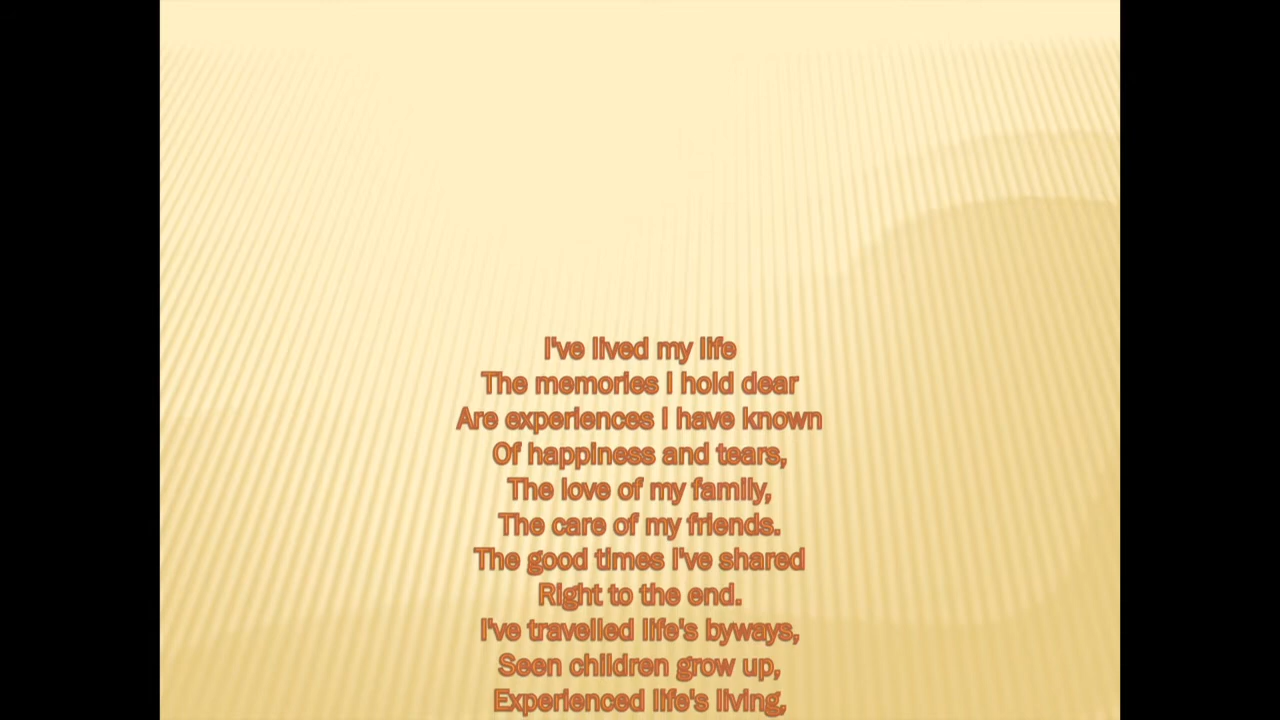 I've lived my life
The memories I hold dear
Are experiences I have known
Of happiness and tears,
The love of my family,
The care of my friends.
The good times I've shared
Right to the end.
I've travelled life's byways,
Seen children grow up,
Experienced life's living,